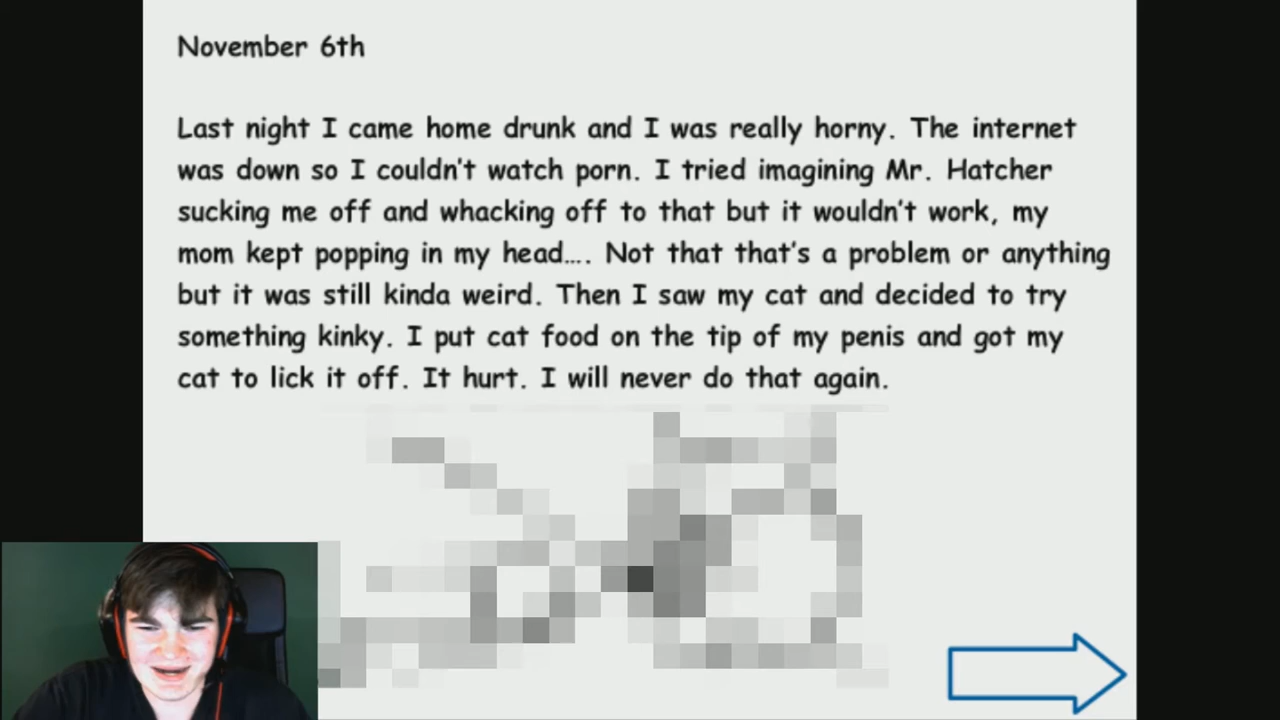 November 6th
Last night I came home drunk and I was really horny. The internet
was down so I couldn't watch porn. I tried imagining Mr. Hatcher
sucking me off and whacking off to that but it wouldn't work, my
mom kept popping in my head.... Not that that's a problem or anything
but it was still kinda weird. Then I saw my cat and decided to try
something kinky. I put cat food on the tip of my penis and got my
cat to lick it off. It hurt. I will never do that again.